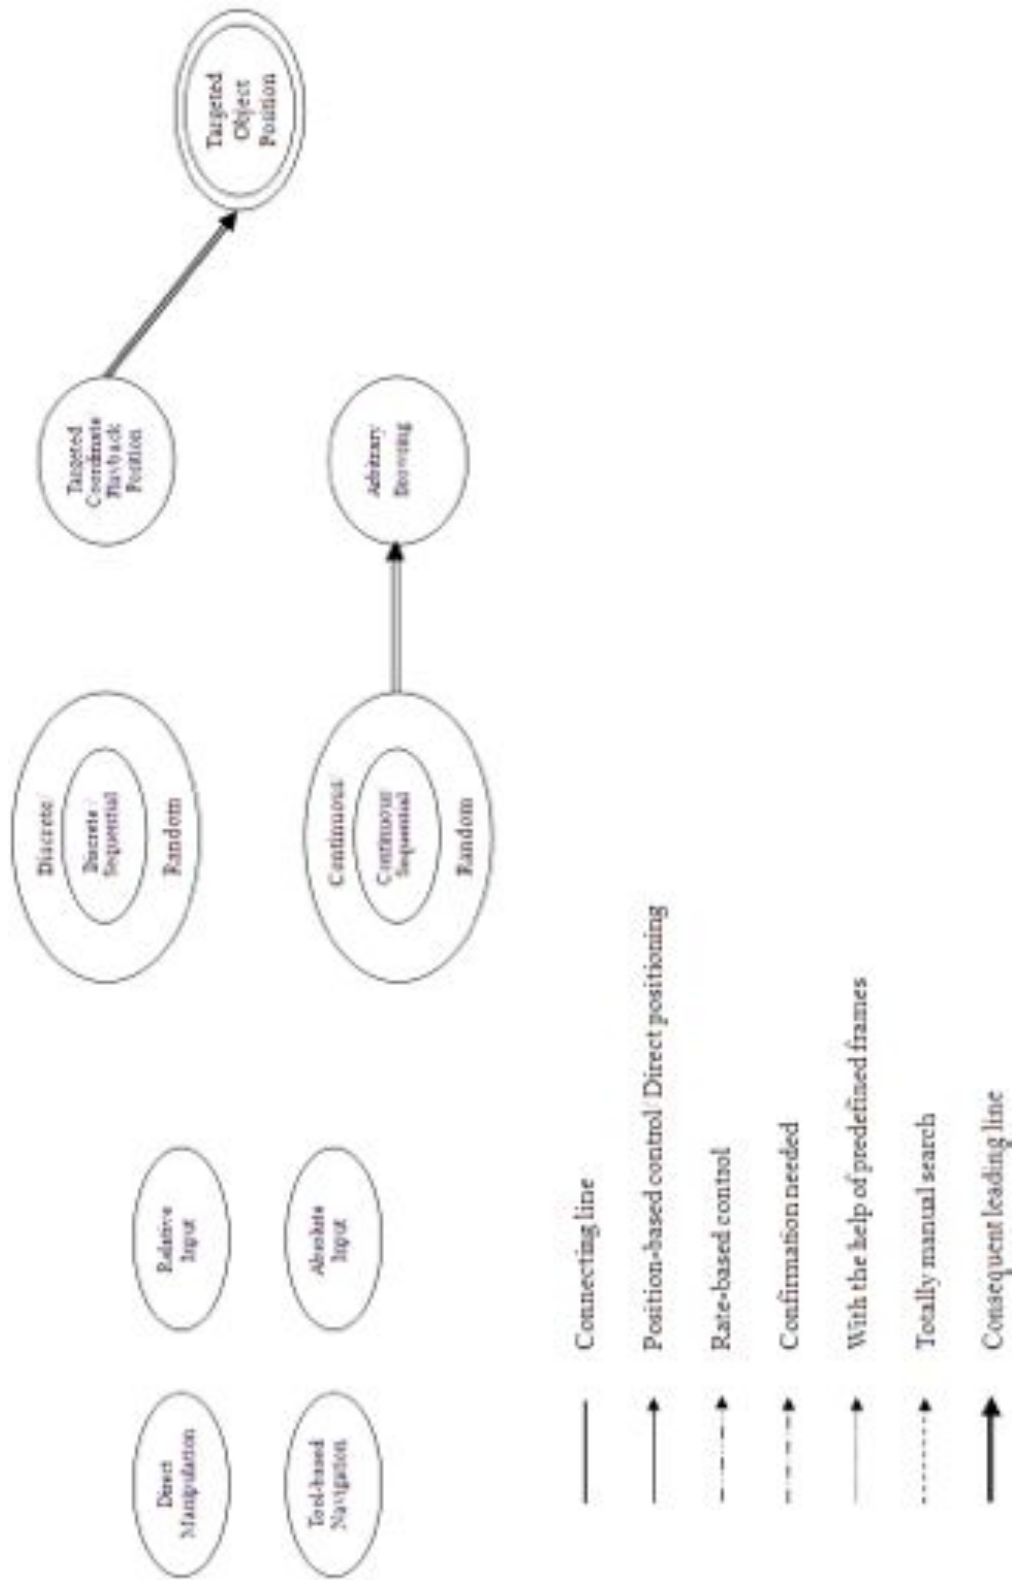 Direct
Manipulation
Tool-based
Navigation
Relative
Input
Absolute
Input
Discrete/
Discrete /
Sequential
Random
Continuous/
Continuous/
Sequential
Random
Targeted
Coordinate
Playback
Position
Arbitrary
Browsing
Targeted
Object
Position
Connecting line
Position-based control/Direct positioning
Rate-based control
Confirmation needed
With the help of predefined frames
Totally manual search
Consequent leading line